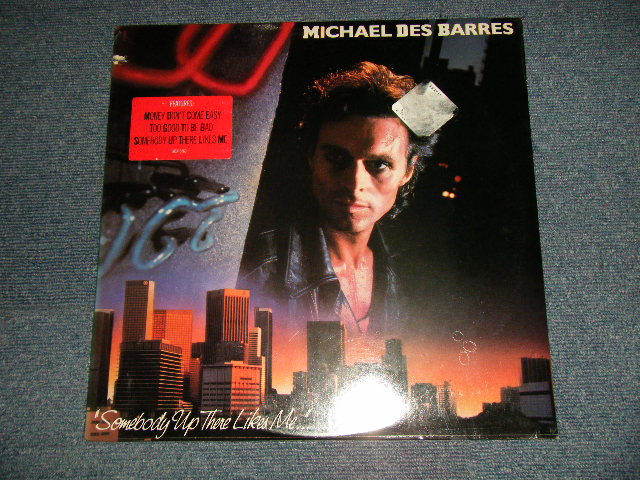 MICHAEL DES BARRES
FEATURES:
MONEY DON'T COME EASY
TOO GOOD TO BE BAD
SOMEBODY UP THERE LIKES ME
'Somebody Up There Likes Me...'